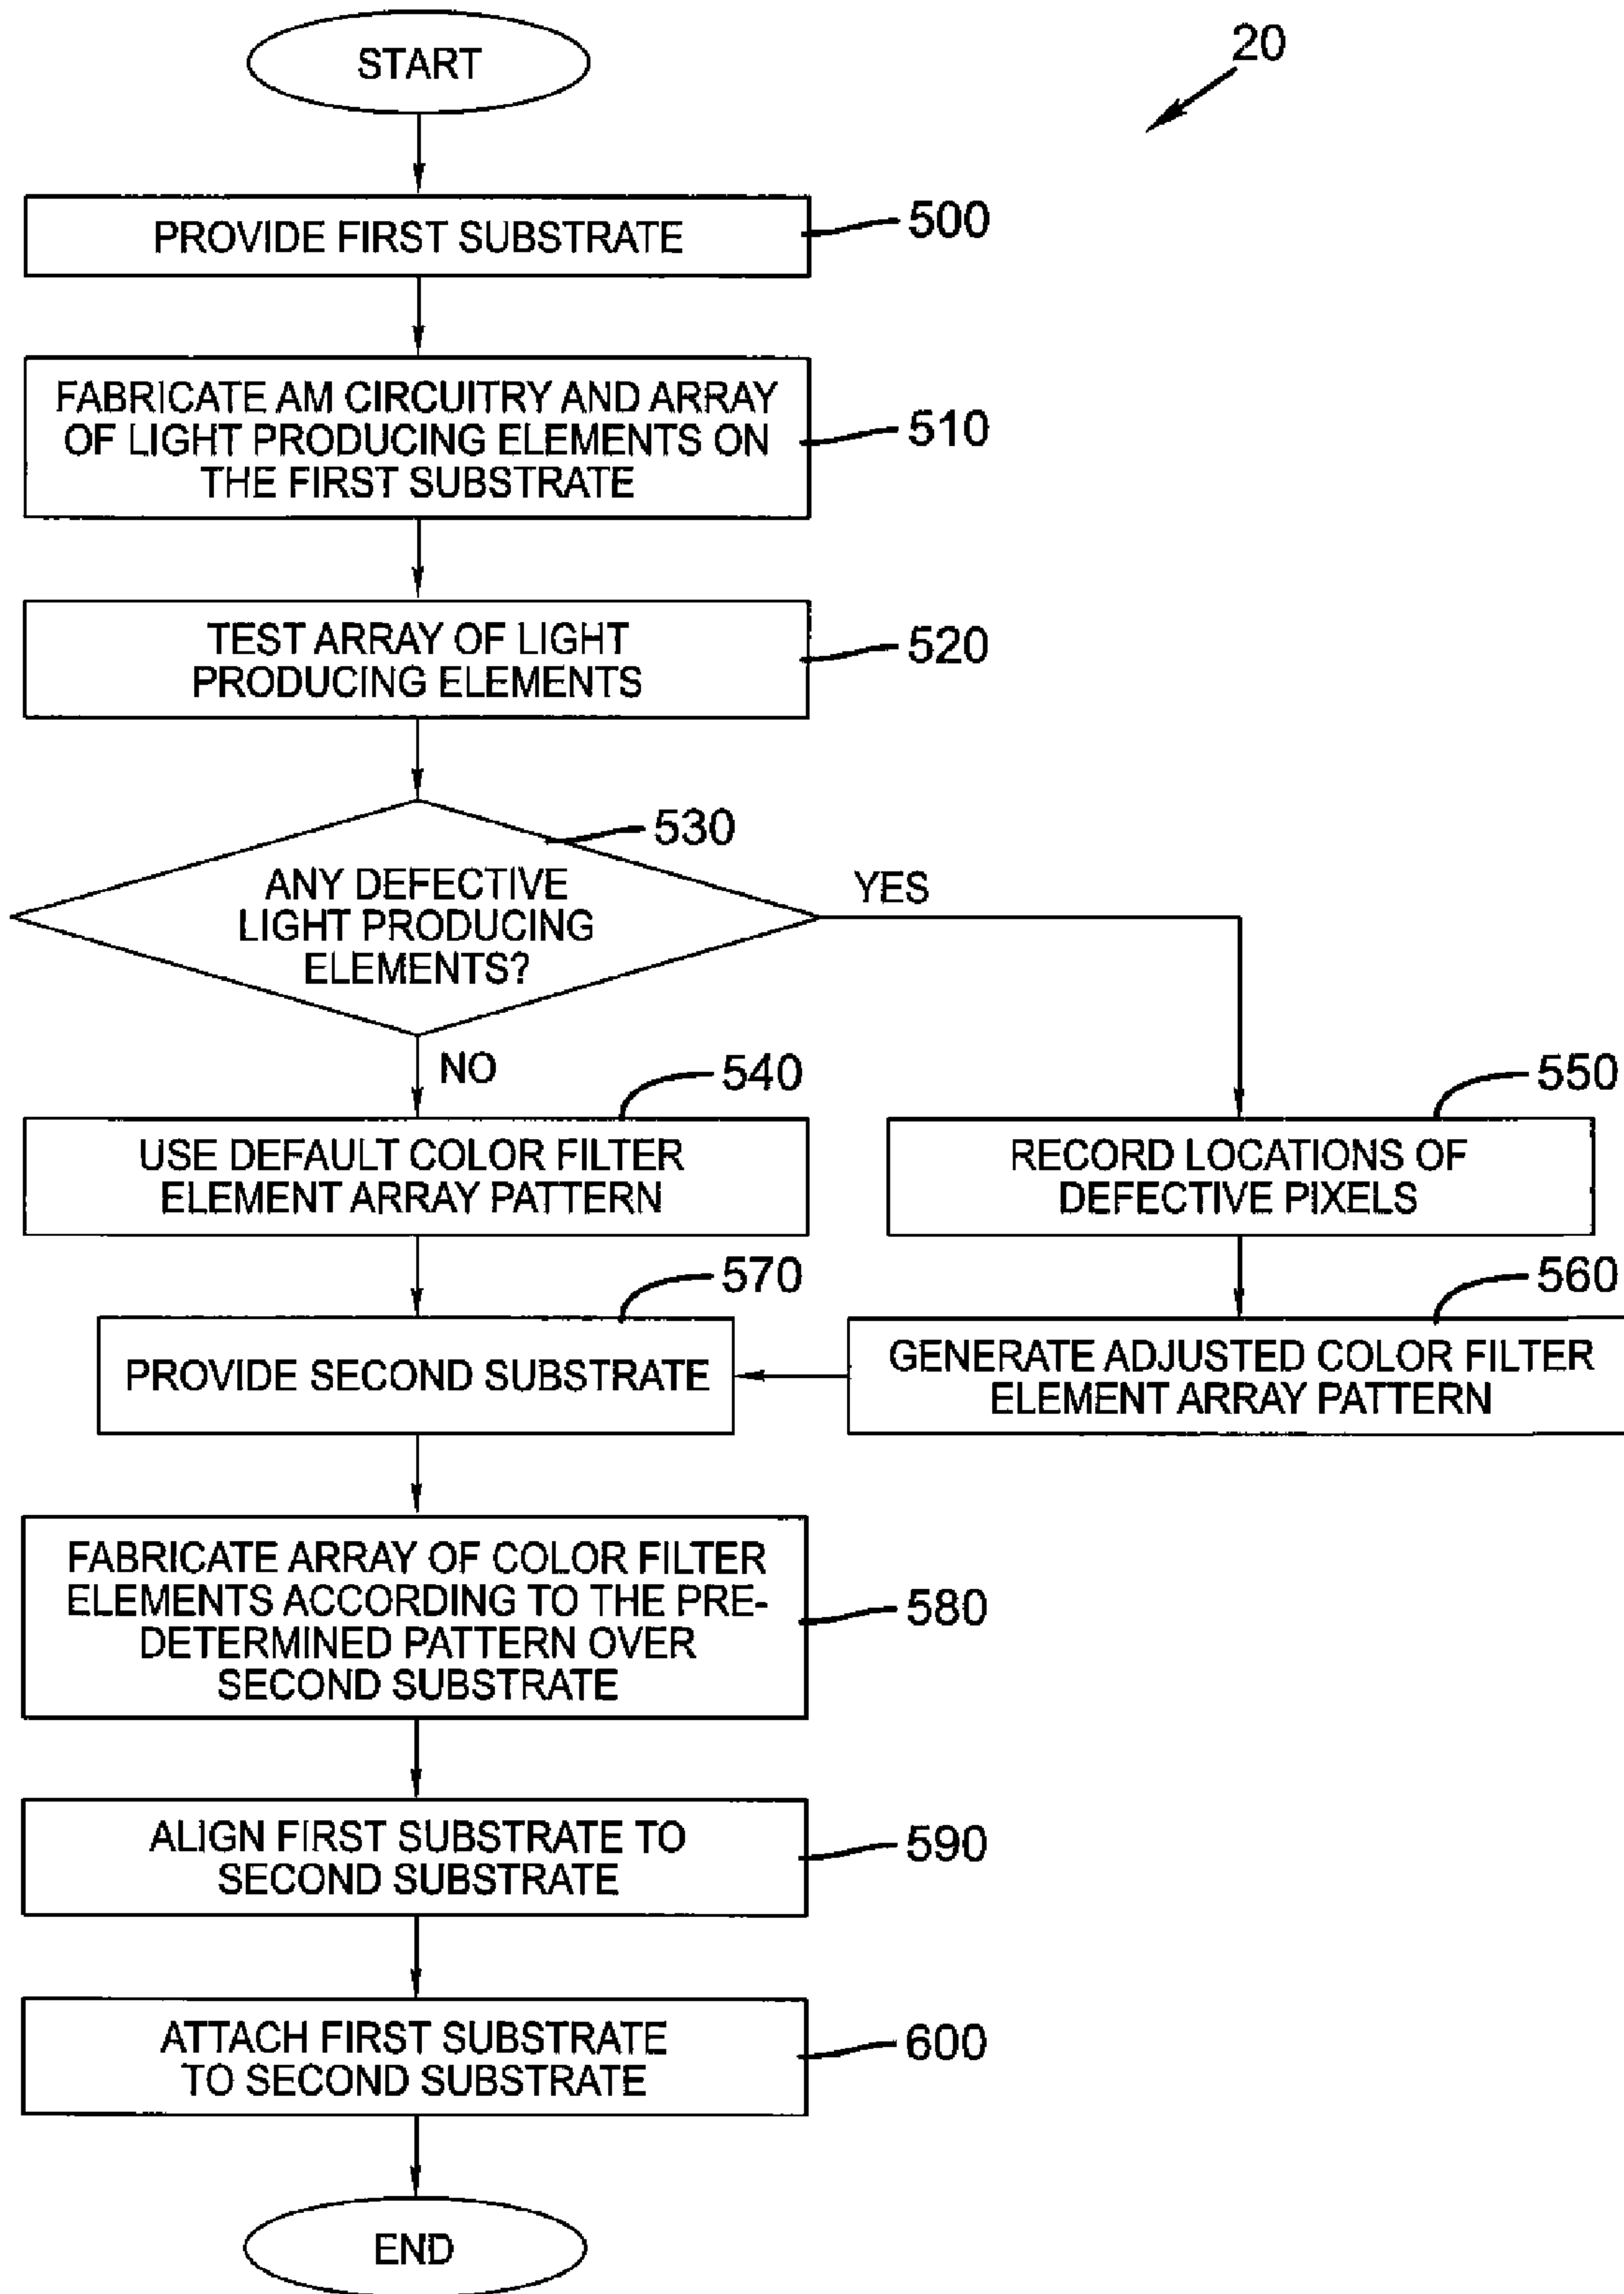 START
20
PROVIDE FIRST SUBSTRATE
500
FABRICATE AM CIRCUITRY AND ARRAY
OF LIGHT PRODUCING ELEMENTS ON
THE FIRST SUBSTRATE
510
TEST ARRAY OF LIGHT
PRODUCING ELEMENTS
520
530
ANY DEFECTIVE
LIGHT PRODUCING
ELEMENTS?
YES
NO
540
USE DEFAULT COLOR FILTER
ELEMENT ARRAY PATTERN
550
RECORD LOCATIONS OF
DEFECTIVE PIXELS
570
PROVIDE SECOND SUBSTRATE
560
GENERATE ADJUSTED COLOR FILTER
ELEMENT ARRAY PATTERN
FABRICATE ARRAY OF COLOR FILTER
ELEMENTS ACCORDING TO THE PRE-
DETERMINED PATTERN OVER
SECOND SUBSTRATE
580
ALIGN FIRST SUBSTRATE TO
SECOND SUBSTRATE
590
ATTACH FIRST SUBSTRATE
TO SECOND SUBSTRATE
600
END